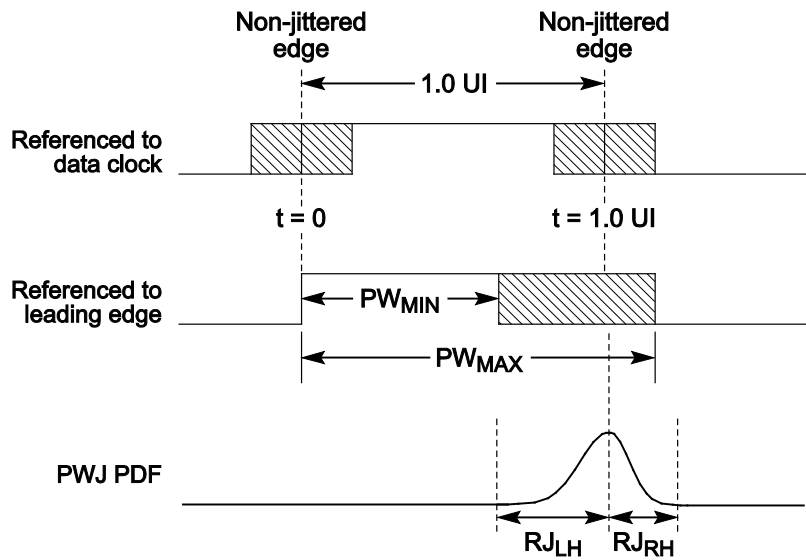 Non-jittered
edge
Non-jittered
edge
1.0 UI
Referenced to
data clock
t = 0
t = 1.0 UI
Referenced to
leading edge
PWMIN
PWMAX
PWJ PDF
RJLH
RJRH